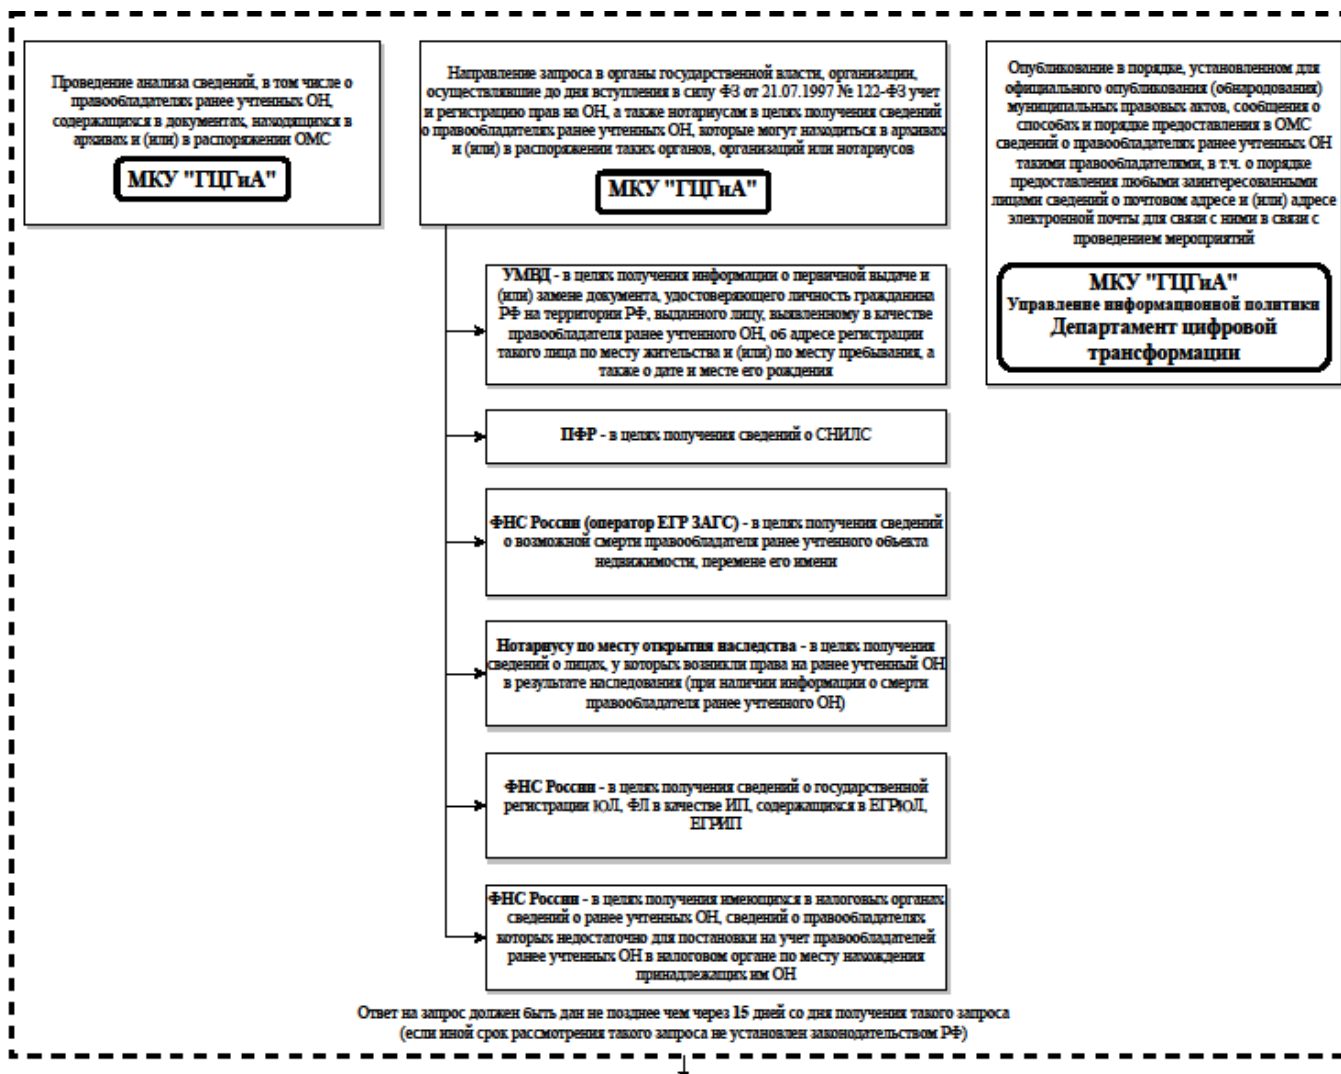 Проведение анализа сведений, в том числе о
правообладателях ранее учтенных ОН,
содержащихся в документах, находящихся в
архивах и (или) в распоряжении ОМС
МКУ "ГЦГиА"
Направление запроса в органы государственной власти, организации,
осуществлявшие до дня вступления в силу ФЗ от 21.07.1997 № 122-ФЗ учет
и регистрацию прав на ОН, а также нотариусам в целях получения сведений
о правообладателях ранее учтенных ОН, которые могут находиться в архивах
и (или) в распоряжении таких органов, организаций или нотариусов
МКУ "ГЦГиА"
Опубликование в порядке, установленном для
официального опубликования (обнародования)
муниципальных правовых актов, сообщения о
способах и порядке предоставления в ОМС
сведений о правообладателях ранее учтенных ОН
такими правообладателями, в т.ч. о порядке
предоставления любыми заинтересованными
лицами сведений о почтовом адресе и (или) адресе
электронной почты для связи с ними в связи с
проведением мероприятий
МКУ "ГЦГиА"
Управление информационной политики
Департамент цифровой
трансформации
УМВД - в целях получения информации о первичной выдаче и
(или) замене документа, удостоверяющего личность гражданина
РФ на территории РФ, выданного лицу, выявленному в качестве
правообладателя ранее учтенного ОН, об адресе регистрации
такого лица по месту жительства и (или) по месту пребывания, а
также о дате и месте его рождения
ПФР - в целях получения сведений о СНИЛС
ФНС России (оператор ЕГР ЗАГС) - в целях получения сведений
о возможной смерти правообладателя ранее учтенного объекта
недвижимости, перемене его имени
Нотариусу по месту открытия наследства - в целях получения
сведений о лицах, у которых возникли права на ранее учтенный ОН
в результате наследования (при наличии информации о смерти
правообладателя ранее учтенного ОН)
ФНС России - в целях получения сведений о государственной
регистрации ЮЛ, ФЛ в качестве ИП, содержащихся в ЕГРЮЛ,
ЕГРИП
ФНС России - в целях получения имеющихся в налоговых органах
сведений о ранее учтенных ОН, сведений о правообладателях
которых недостаточно для постановки на учет правообладателей
ранее учтенных ОН в налоговом органе по месту нахождения
принадлежащих им ОН
Ответ на запрос должен быть дан не позднее чем через 15 дней со дня получения такого запроса
(если иной срок рассмотрения такого запроса не установлен законодательством РФ)